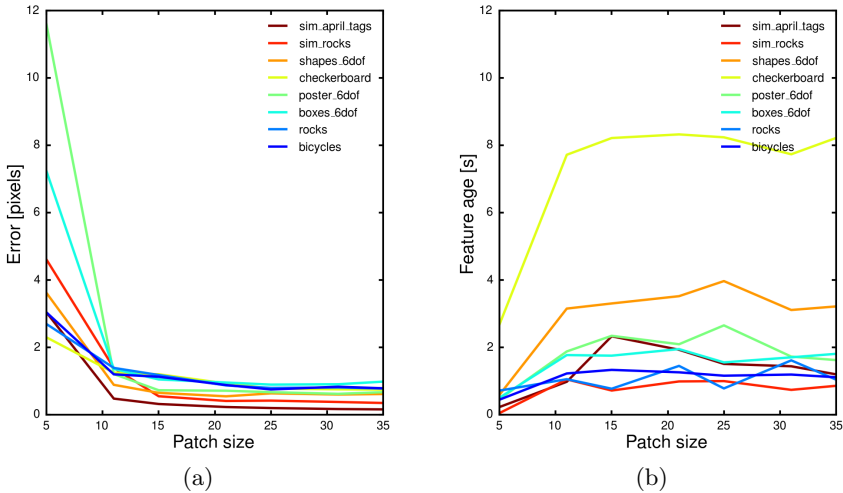 12
10
8
6
4
2
0
Error [pixels]
5
10
15
20
25
30
35
Patch size
sim_april_tags
sim_rocks
shapes_6dof
checkerboard
poster_6dof
boxes_6dof
rocks
bicycles
(a)
12
10
8
6
4
2
0
Feature age [s]
5
10
15
20
25
30
35
Patch size
sim_april_tags
sim_rocks
shapes_6dof
checkerboard
poster_6dof
boxes_6dof
rocks
bicycles
(b)